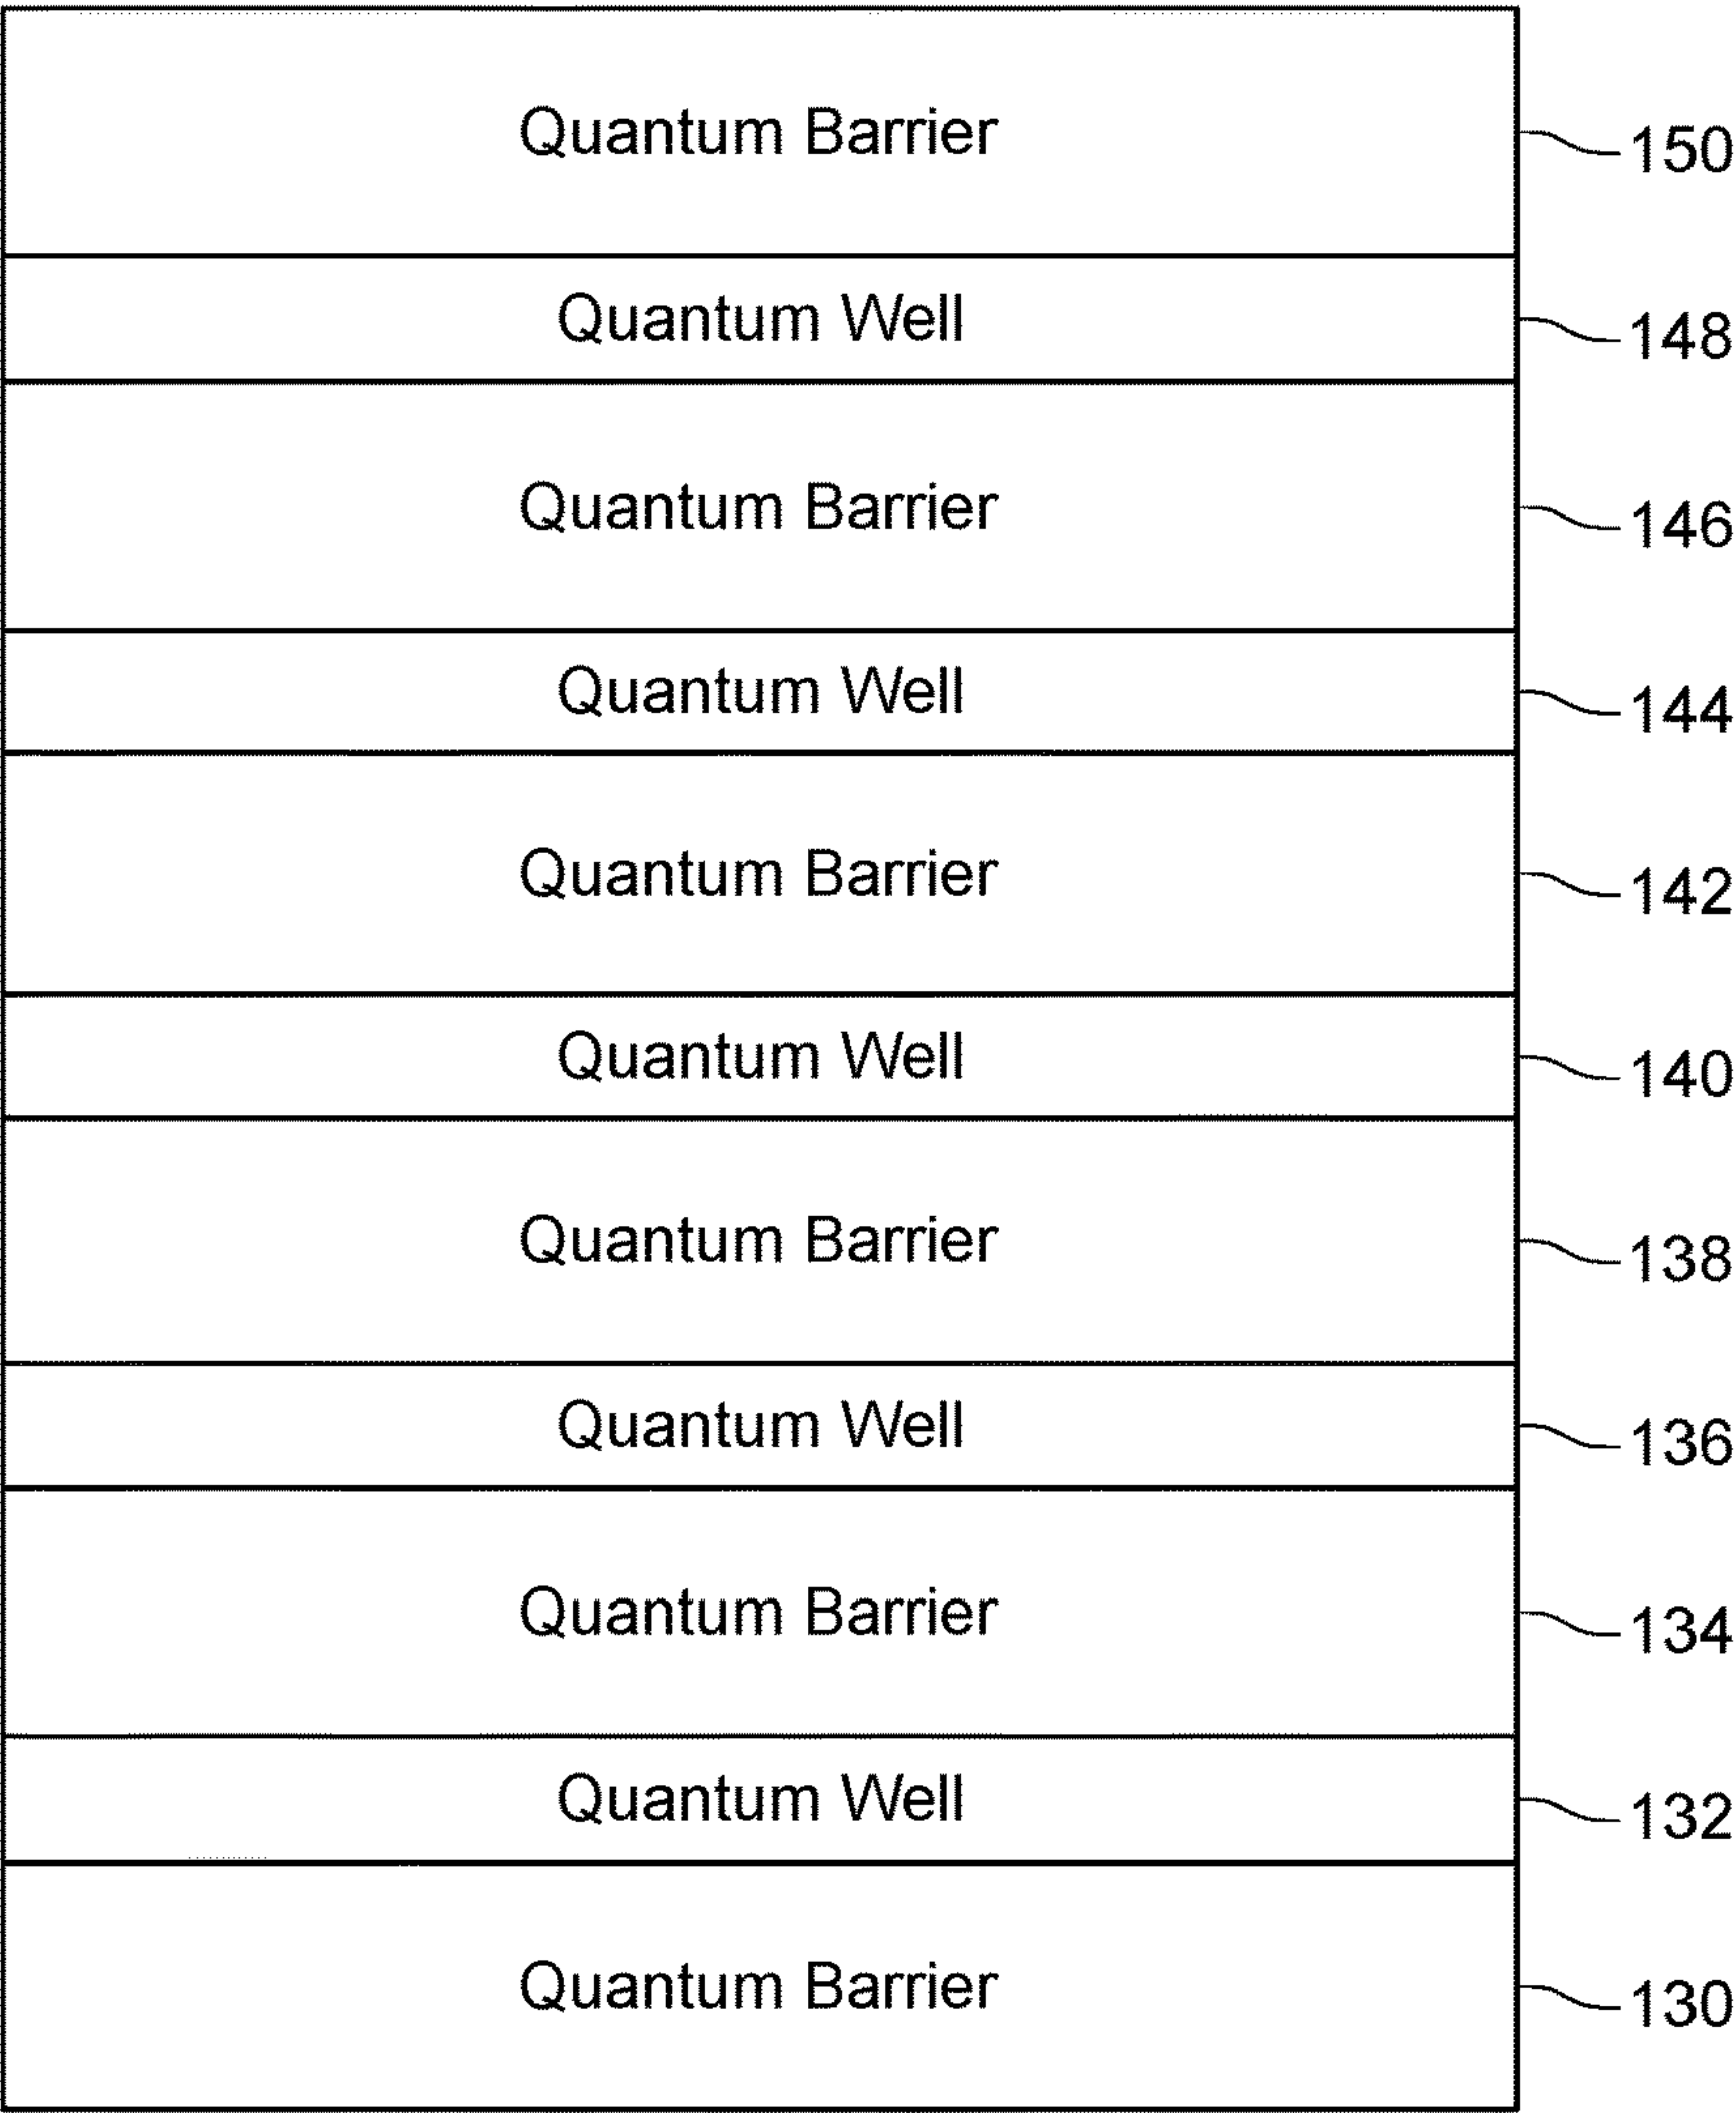 Quantum Barrier 150
Quantum Well 148
Quantum Barrier 146
Quantum Well 144
Quantum Barrier 142
Quantum Well 140
Quantum Barrier 138
Quantum Well 136
Quantum Barrier 134
Quantum Well 132
Quantum Barrier 130